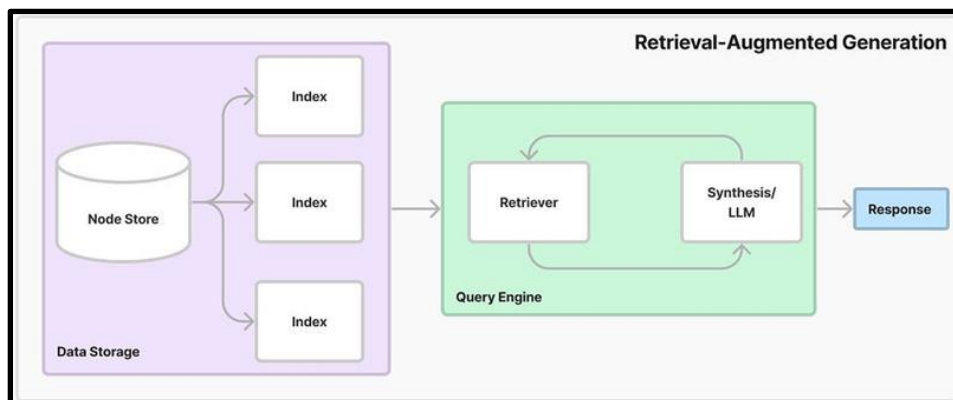 Retrieval-Augmented Generation
Index
Node Store
Index
Index
Data Storage
Retriever
Synthesis/
LLM
Query Engine
Response